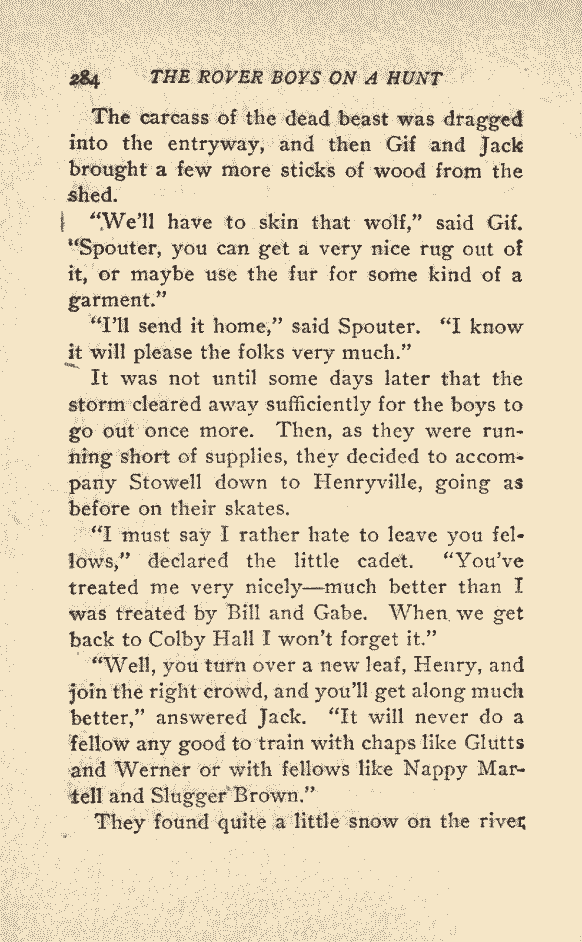 284 THE ROVER BOYS ON A HUNT
The carcass of the dead beast was dragged
into the entryway, and then Gif and Jack
brought a few more sticks of wood from the
shed.
“We’ll have to skin that wolf,” said Gif.
“Spouter, you can get a very nice rug out of
it, or maybe use the fur for some kind of a
garment.”
“I’ll send it home,” said Spouter. “I know
it will please the folks very much.”
It was not until some days later that the
storm cleared away sufficiently for the boys to
go out once more. Then, as they were run-
ning short of supplies, they decided to accom-
pany Stowell down to Henryville, going as
before on their skates.
“I must say I rather hate to leave you fel-
lows,” declared the little cadet. “You’ve
treated me very nicely—much better than I
was treated by Bill and Gabe. When we get
back to Colby Hall I won’t forget it.”
“Well, you turn over a new leaf, Henry, and
join the right crowd, and you’ll get along much
better,” answered Jack. “It will never do a
fellow any good to train with chaps like Glutts
and Werner or with fellows like Nappy Mar-
tell and Slugger Brown.”
They found quite a little snow on the river,